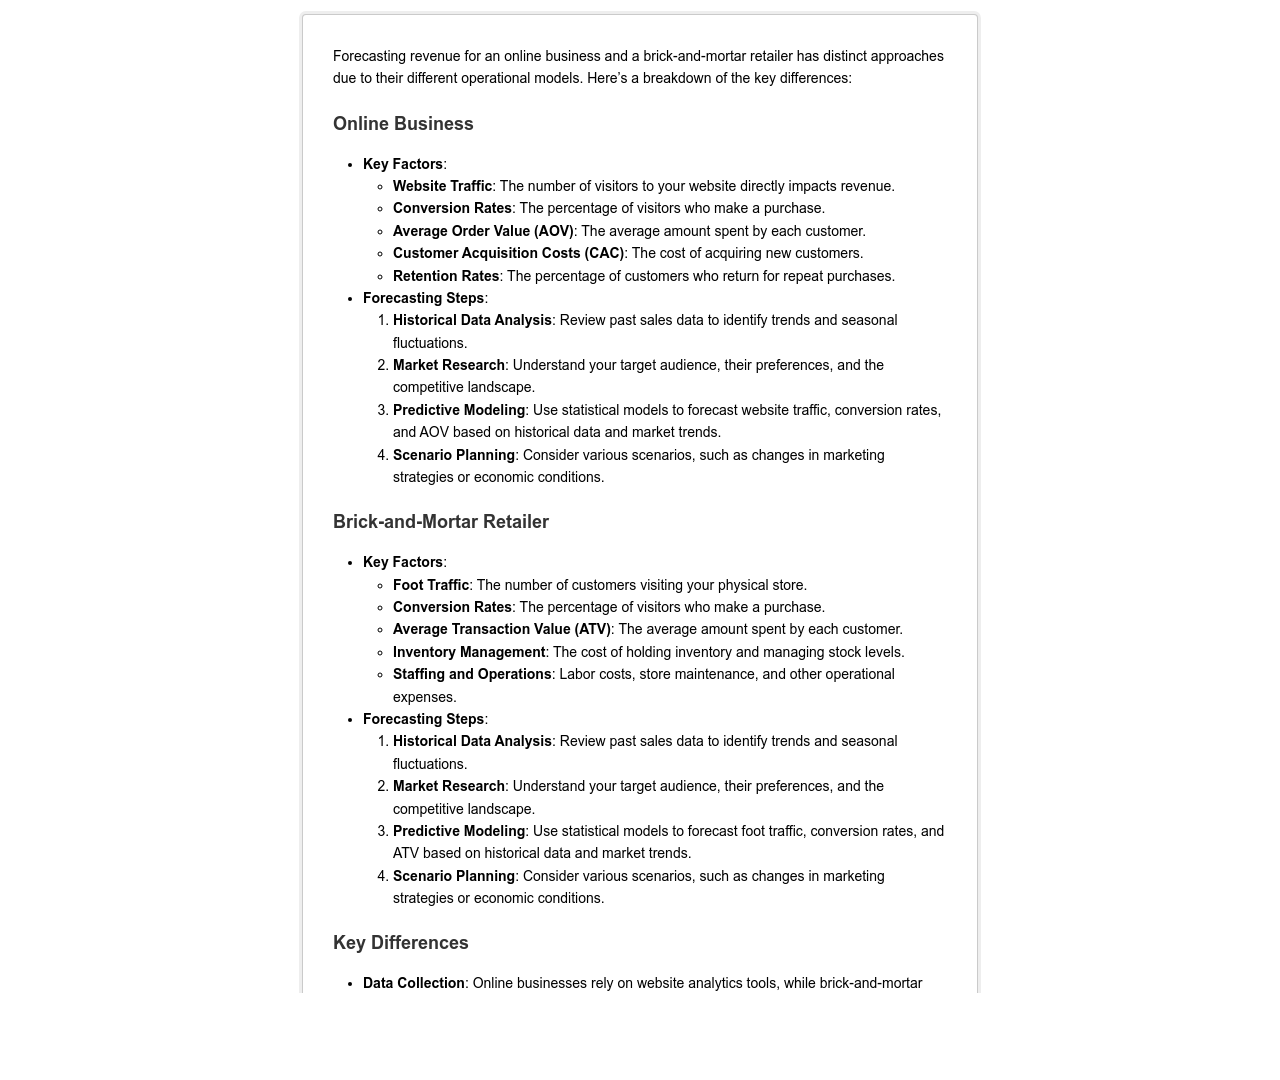 Forecasting revenue for an online business and a brick-and-mortar retailer has distinct approaches
due to their different operational models. Here’s a breakdown of the key differences:
Online Business
• Key Factors:
◦ Website Traffic: The number of visitors to your website directly impacts revenue.
◦ Conversion Rates: The percentage of visitors who make a purchase.
◦ Average Order Value (AOV): The average amount spent by each customer.
◦ Customer Acquisition Costs (CAC): The cost of acquiring new customers.
◦ Retention Rates: The percentage of customers who return for repeat purchases.
• Forecasting Steps:
1. Historical Data Analysis: Review past sales data to identify trends and seasonal
fluctuations.
2. Market Research: Understand your target audience, their preferences, and the
competitive landscape.
3. Predictive Modeling: Use statistical models to forecast website traffic, conversion rates,
and AOV based on historical data and market trends.
4. Scenario Planning: Consider various scenarios, such as changes in marketing
strategies or economic conditions.
Brick-and-Mortar Retailer
• Key Factors:
◦ Foot Traffic: The number of customers visiting your physical store.
◦ Conversion Rates: The percentage of visitors who make a purchase.
◦ Average Transaction Value (ATV): The average amount spent by each customer.
◦ Inventory Management: The cost of holding inventory and managing stock levels.
◦ Staffing and Operations: Labor costs, store maintenance, and other operational
expenses.
• Forecasting Steps:
1. Historical Data Analysis: Review past sales data to identify trends and seasonal
fluctuations.
2. Market Research: Understand your target audience, their preferences, and the
competitive landscape.
3. Predictive Modeling: Use statistical models to forecast foot traffic, conversion rates, and
ATV based on historical data and market trends.
4. Scenario Planning: Consider various scenarios, such as changes in marketing
strategies or economic conditions.
Key Differences
• Data Collection: Online businesses rely on website analytics tools, while brick-and-mortar